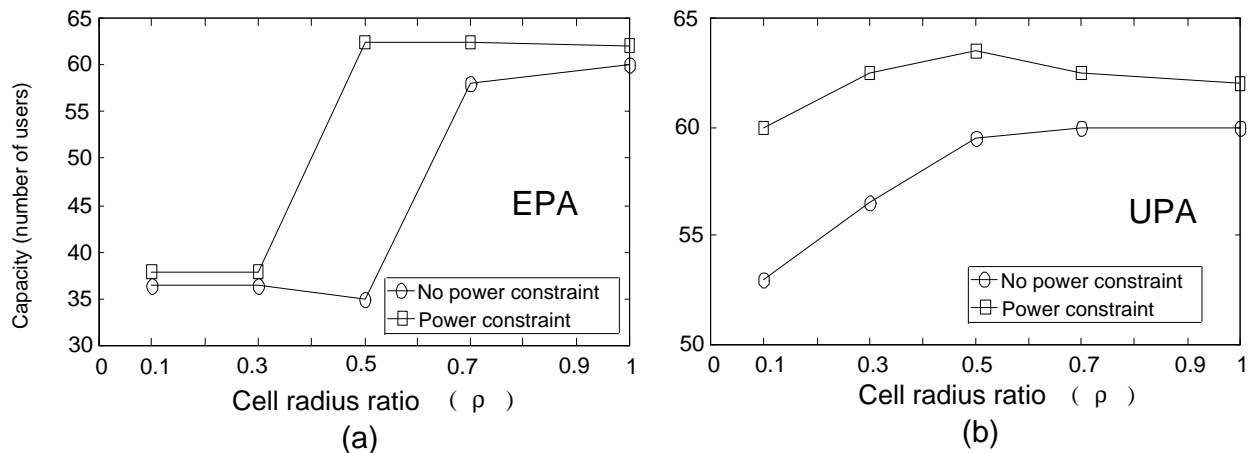 Capacity (number of users)
65
60
55
50
45
40
35
30
EPA
No power constraint
Power constraint
0
0.1
0.3
0.5
0.7
0.9
1
Cell radius ratio ( ρ )
(a)
65
60
55
50
UPA
No power constraint
Power constraint
0
0.1
0.3
0.5
0.7
0.9
1
Cell radius ratio ( ρ )
(b)